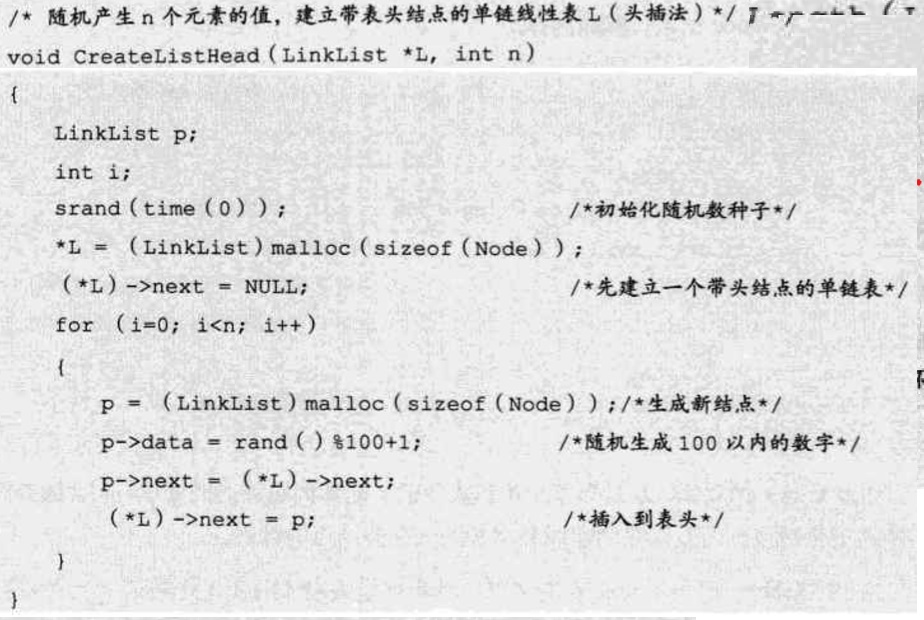 /* 随机产生 n 个元素的值，建立带表头结点的单链线性表 L（头插法）*/
void CreateListHead(LinkList *L, int n)
{
LinkList p;
int i;
srand(time(0)); /*初始化随机数种子*/
*L = (LinkList)malloc(sizeof(Node));
(*L)->next = NULL; /*先建立一个带头结点的单链表*/
for (i=0; i<n; i++)
{
p = (LinkList)malloc(sizeof(Node));/*生成新结点*/
p->data = rand()%100+1; /*随机生成 100 以内的数字*/
p->next = (*L)->next;
(*L)->next = p; /*插入到表头*/
}
}